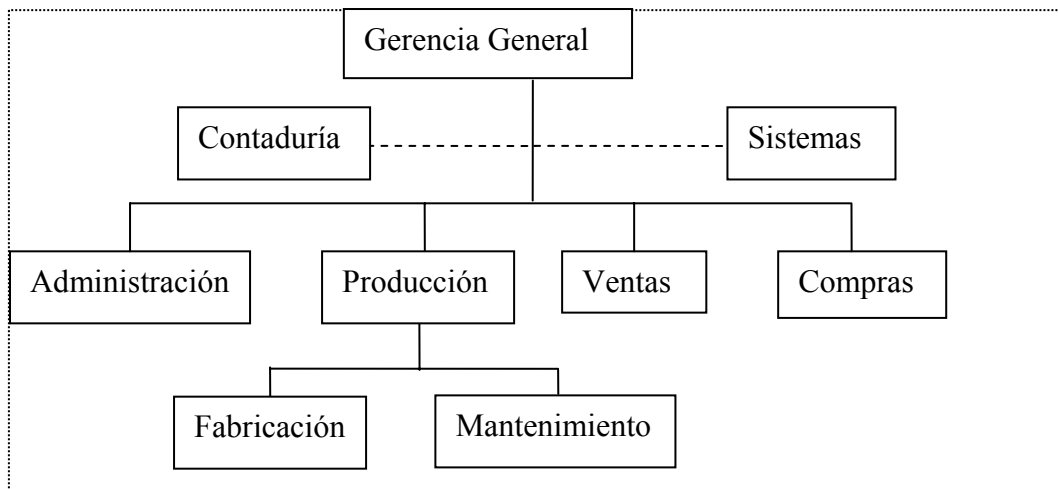 Gerencia General
Contaduría
Sistemas
Administración
Producción
Ventas
Compras
Fabricación
Mantenimiento